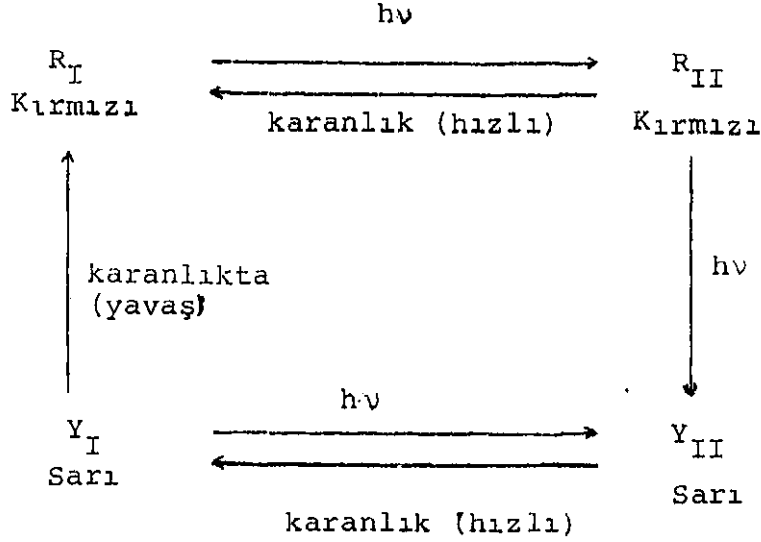 hν
R_I
R_II
Kırmızı
karanlık (hızlı)
Kırmızı
karanlıkta
(yavaş)
hν
hν
Y_I
Y_II
Sarı
Sarı
karanlık (hızlı)